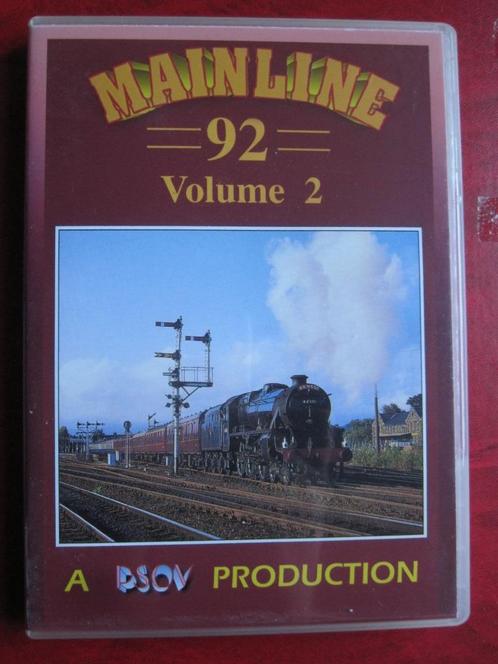 MAINLINE
92
Volume 2
A PSOV PRODUCTION